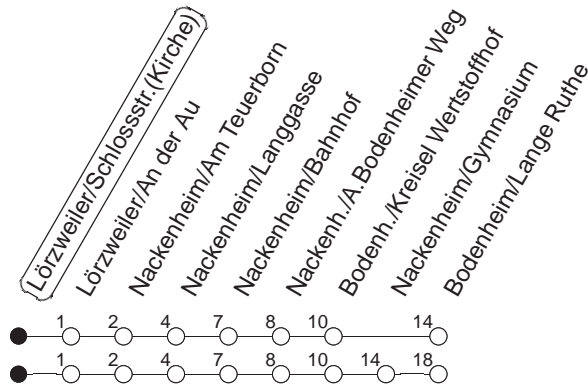 Lörzweiler/Schlossstr.(Kirche)
Lörzweiler/An der Au
Nackenheim/Am Teuerborn
Nackenheim/Langgasse
Nackenheim/Bahnhof
Nackenh./A.Bodenheimer Weg
Bodenh./Kreisel Wertstoffhof
Nackenheim/Gymnasium
Bodenheim/Lange Ruthe
1 2 4 7 8 10 14
1 2 4 7 8 10 14 18